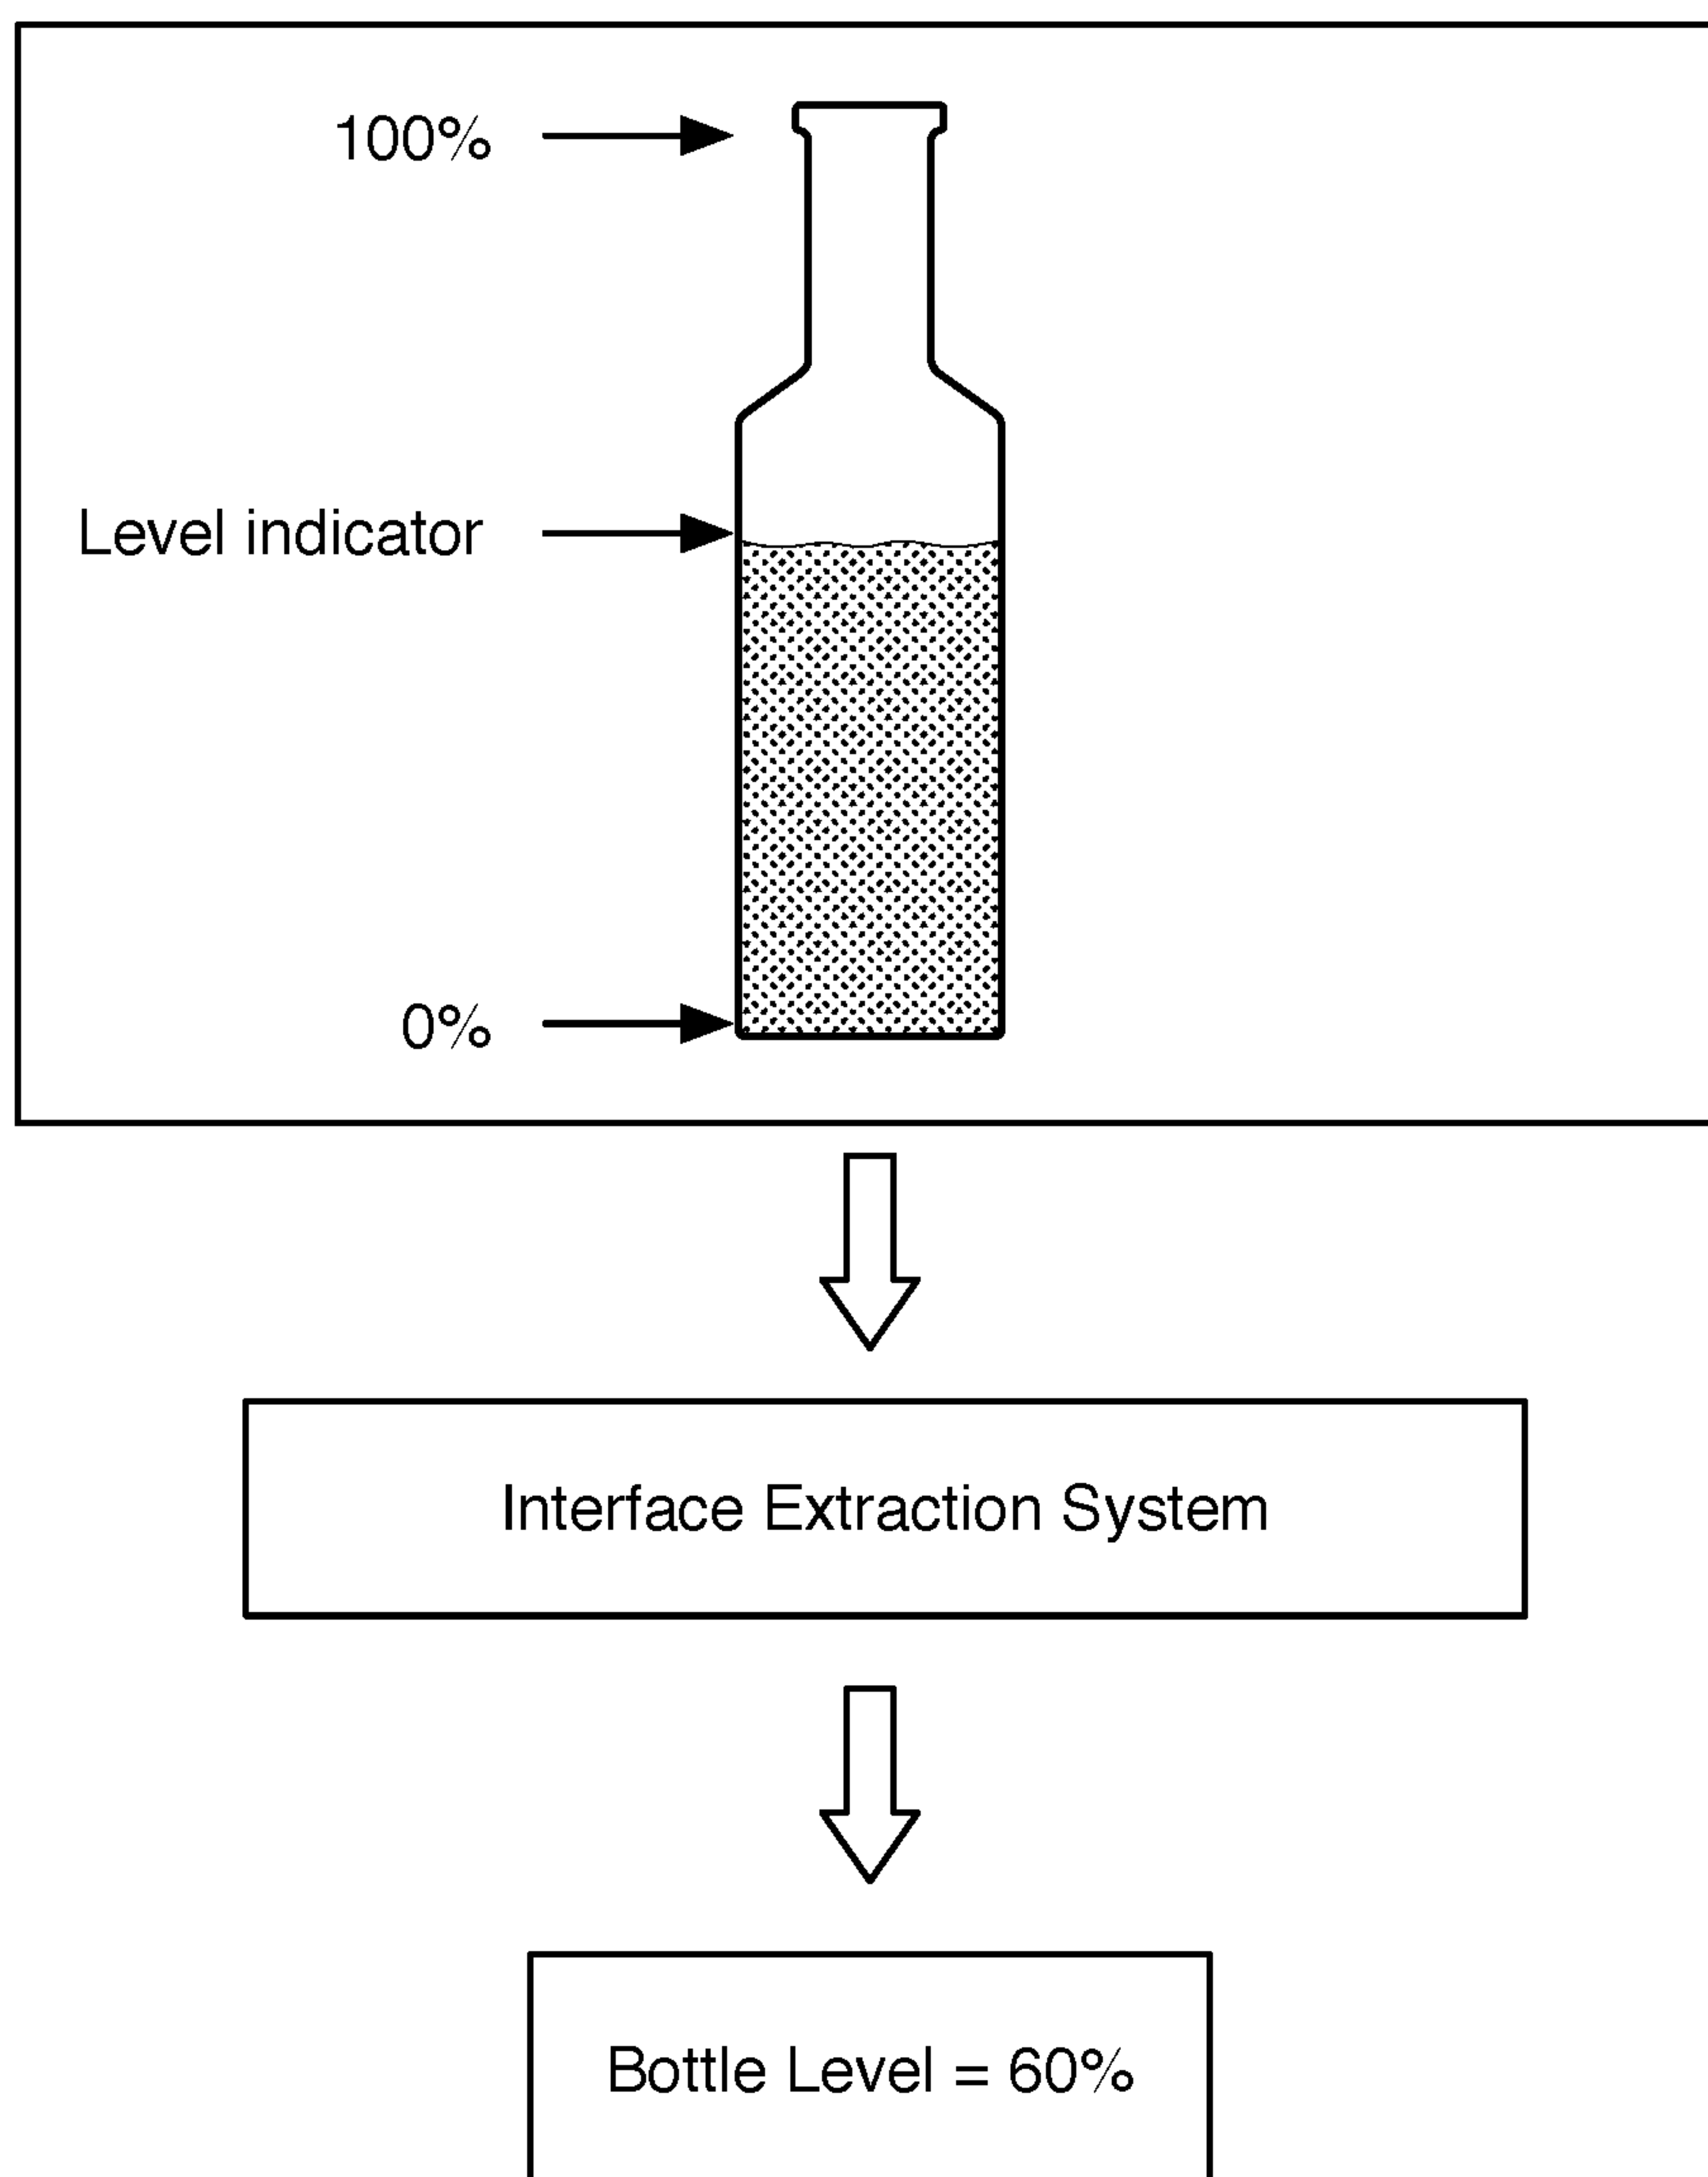 100%
Level indicator
0%
Interface Extraction System
Bottle Level = 60%